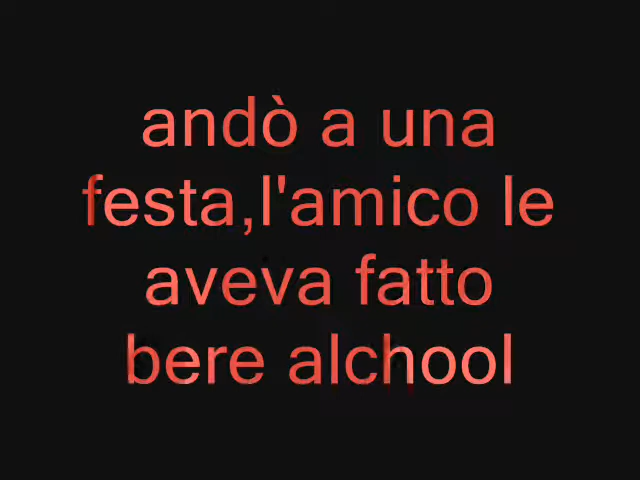 andò a una
festa,l'amico le
aveva fatto
bere alchool